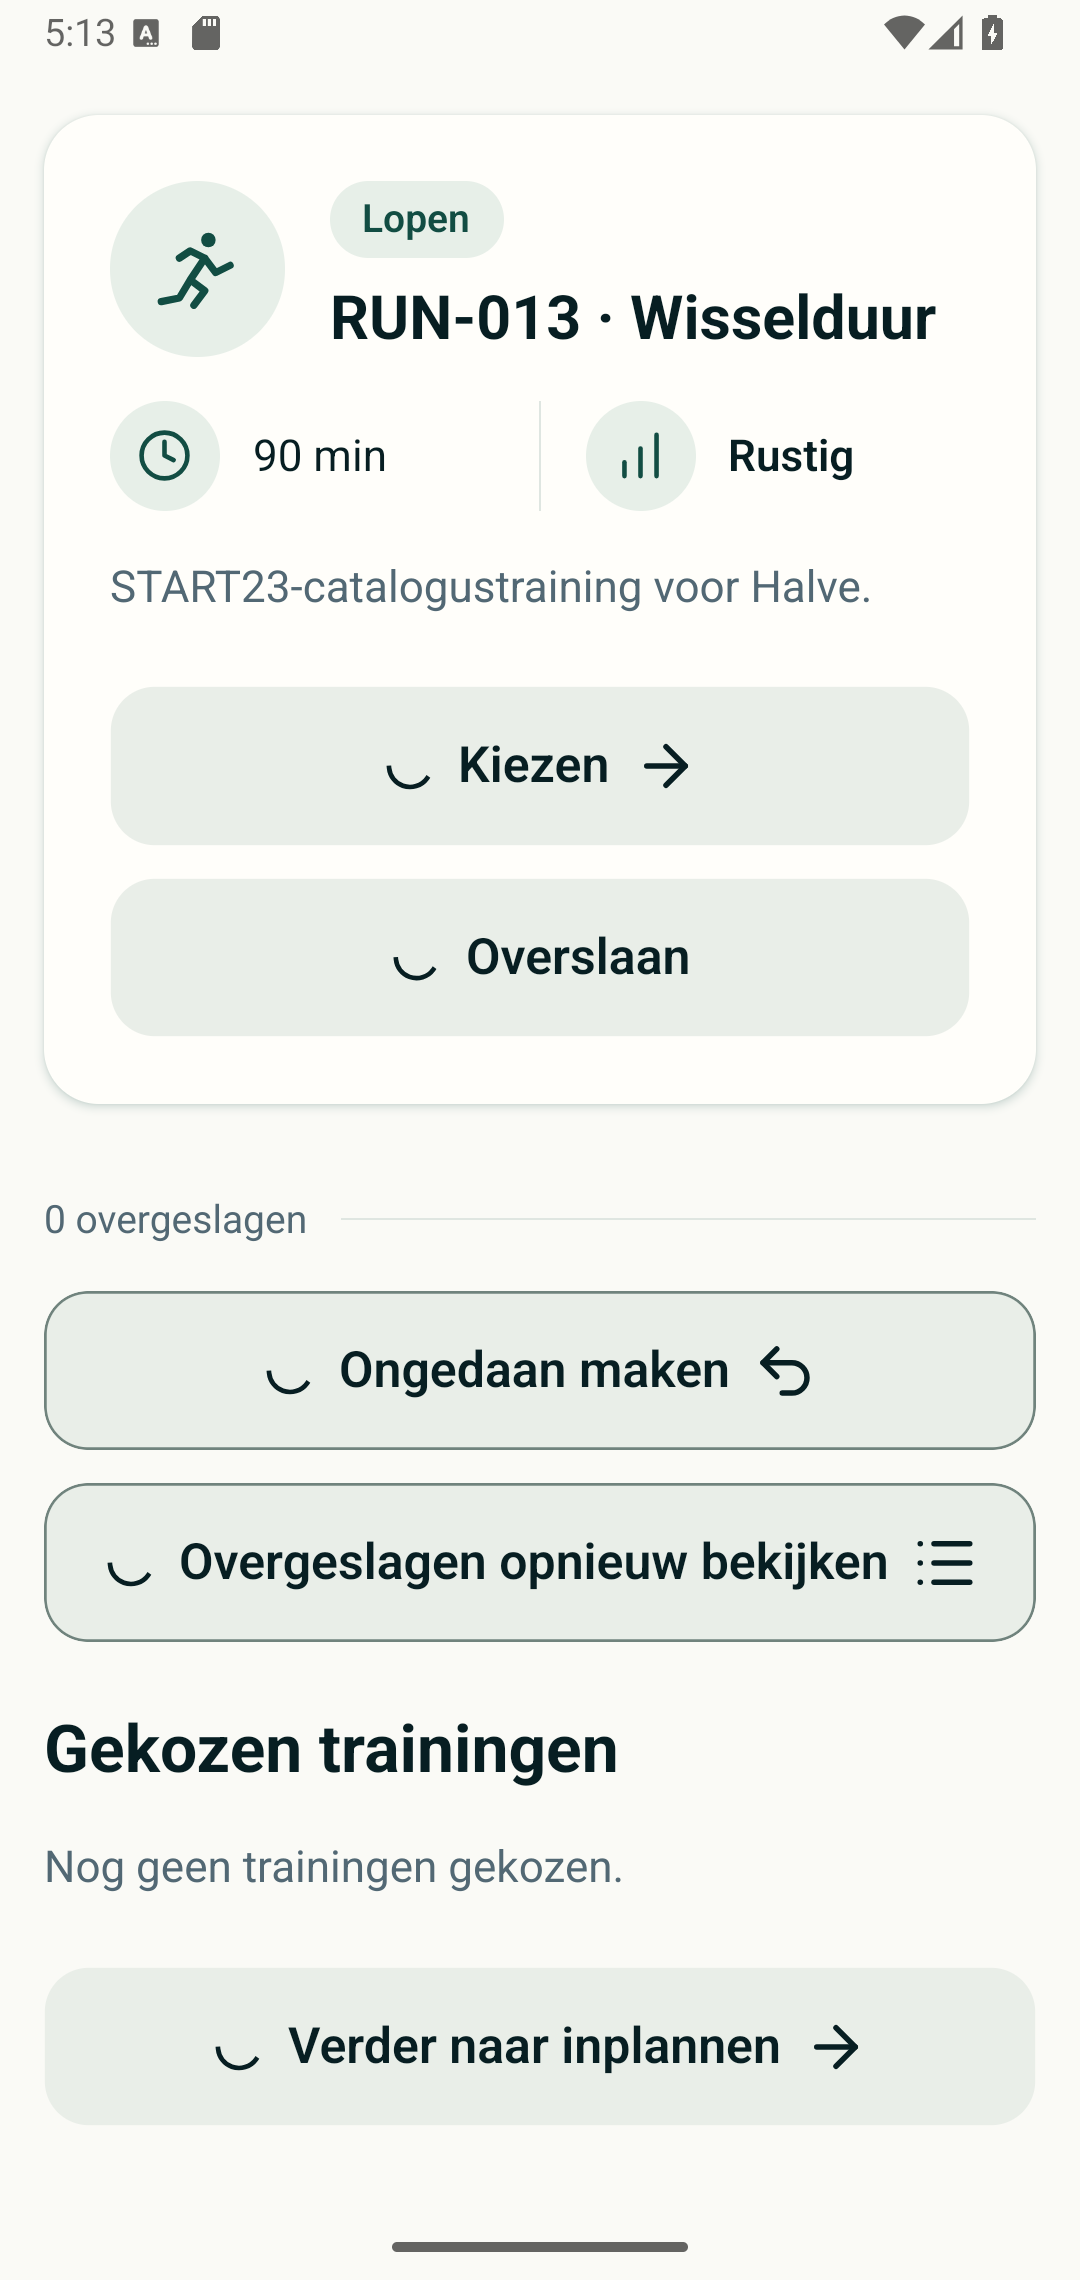 5:13
Lopen
RUN-013 · Wisselduur
90 min
Rustig
START23-catalogustraining voor Halve.
Kiezen
Overslaan
0 overgeslagen
Ongedaan maken
Overgeslagen opnieuw bekijken
Gekozen trainingen
Nog geen trainingen gekozen.
Verder naar inplannen